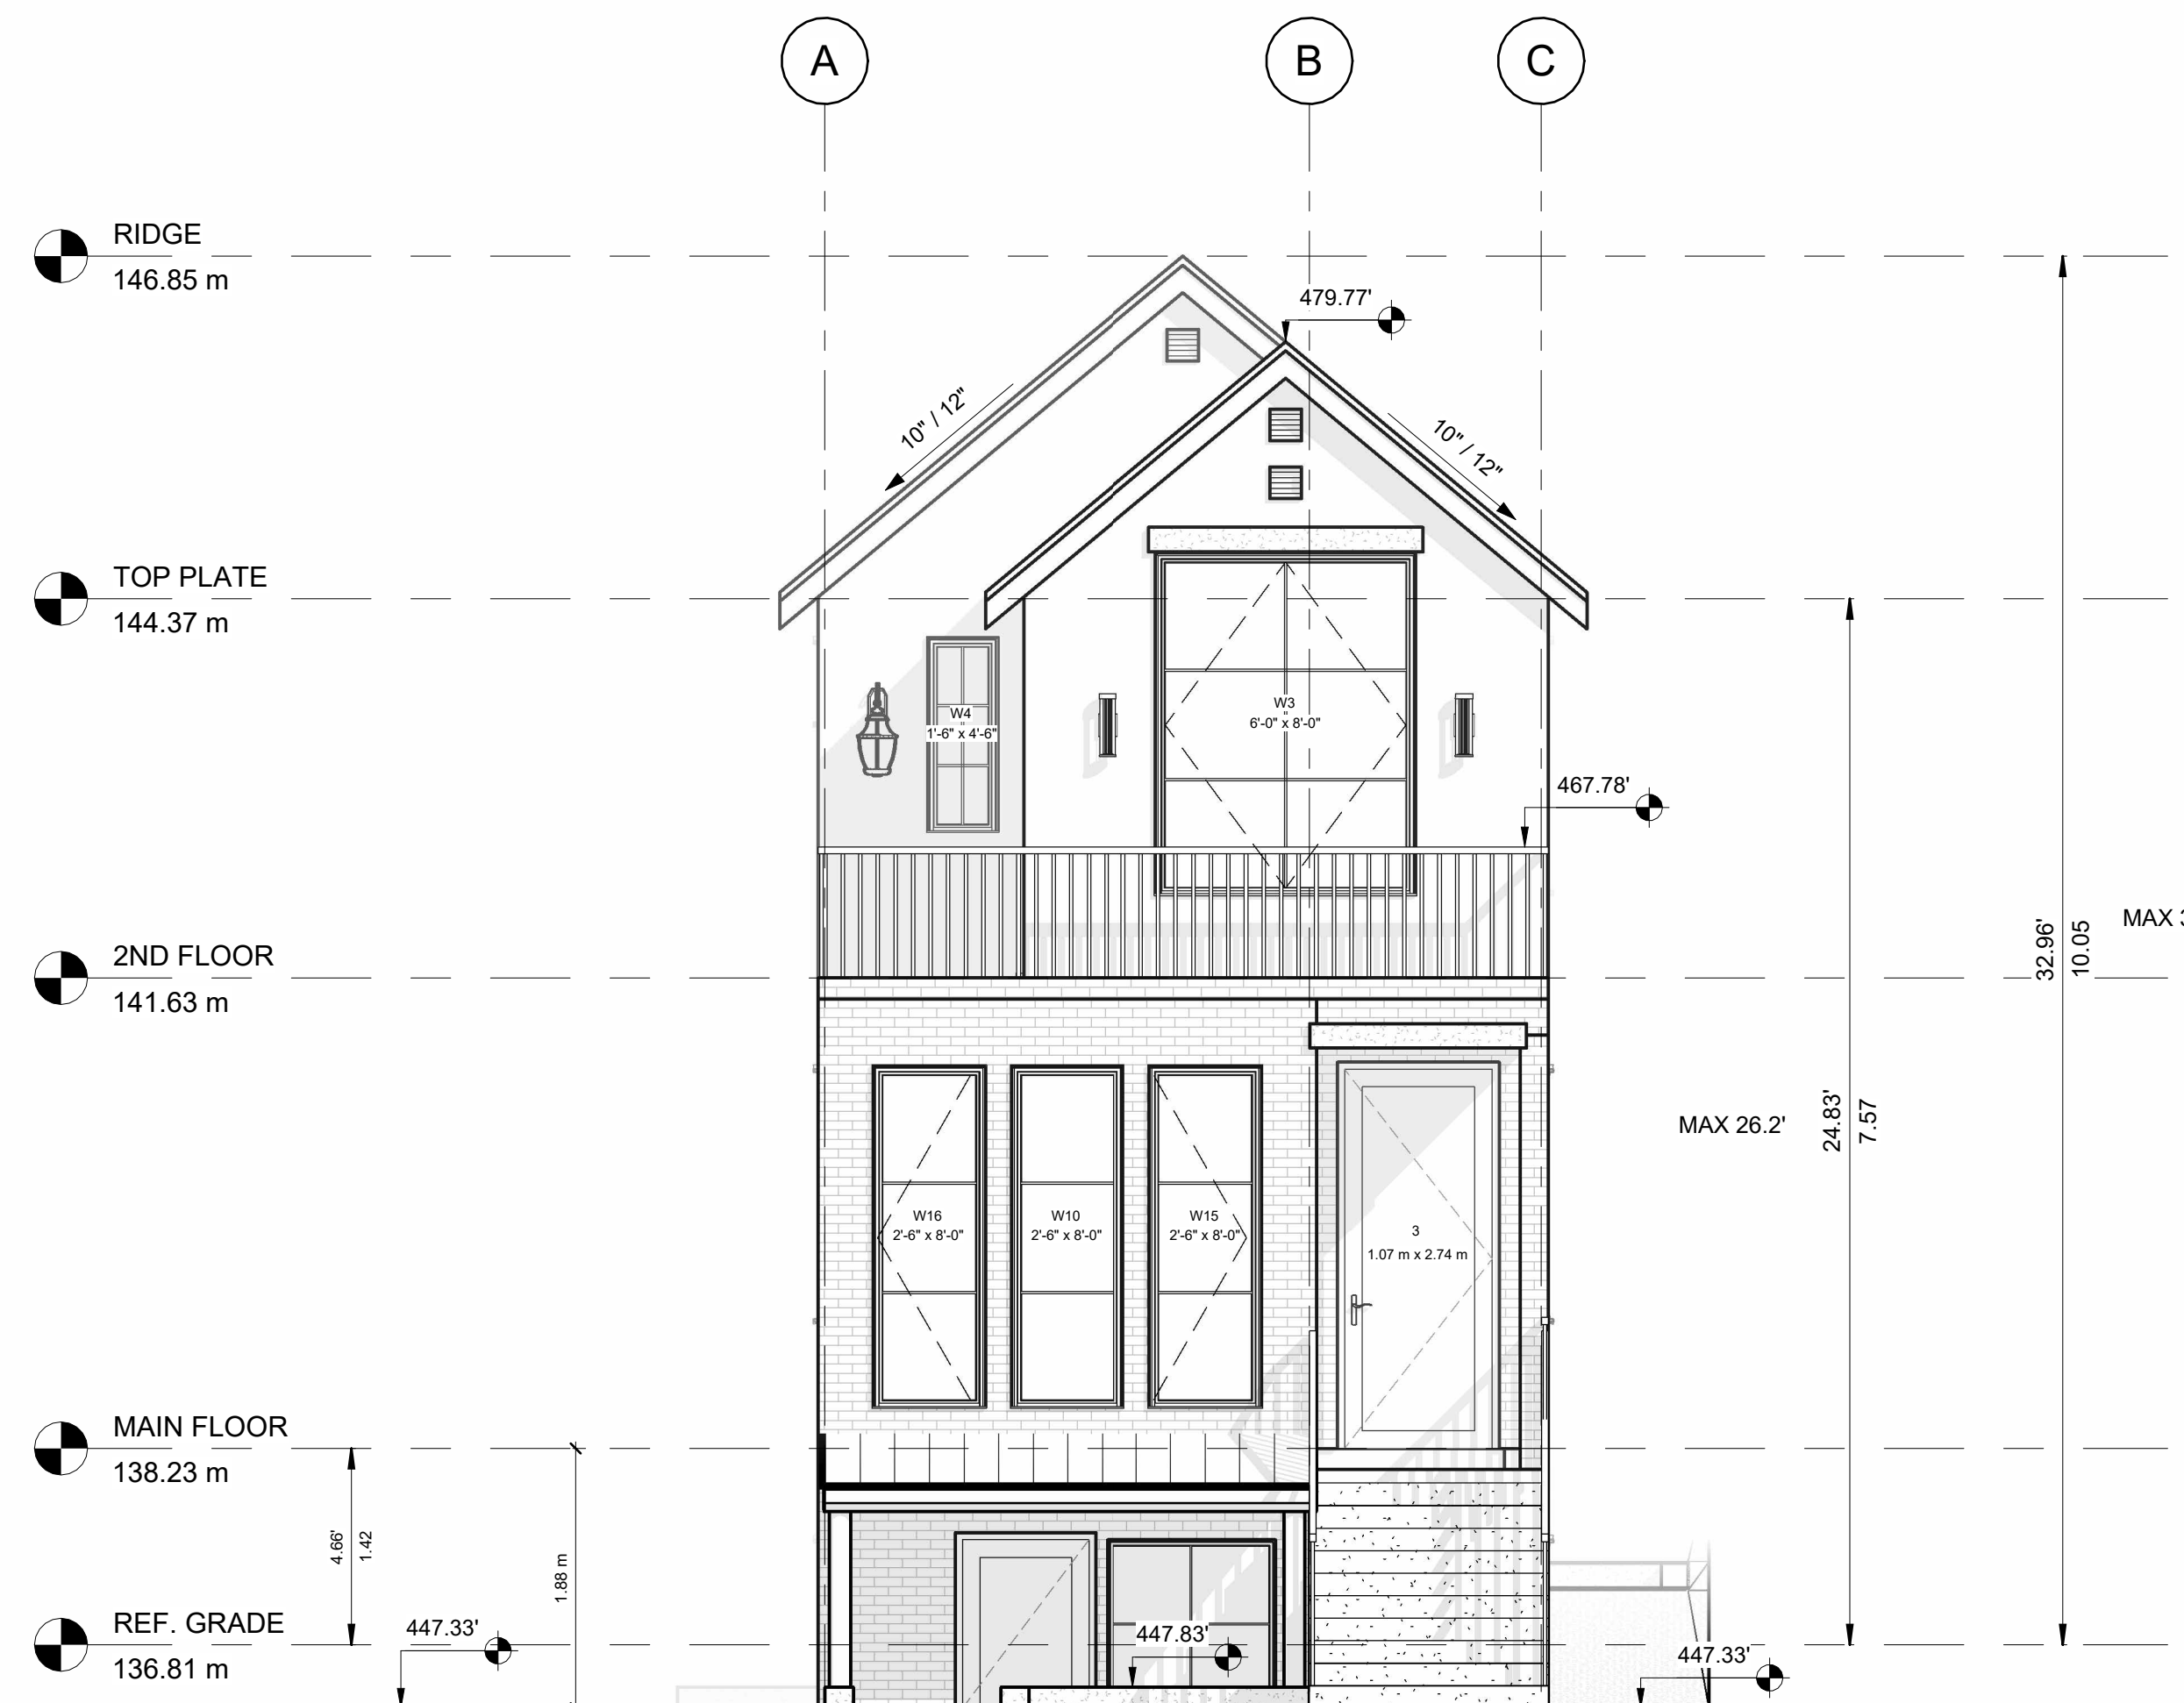 A
B
C
RIDGE
146.85 m
479.77'
10" / 12"
10" / 12"
TOP PLATE
144.37 m
W4
1'-6" x 4'-6"
W3
6'-0" x 8'-0"
467.78'
2ND FLOOR
141.63 m
32.96'
10.05
MAX 3
MAX 26.2'
24.83'
7.57
W16
2'-6" x 8'-0"
W10
2'-6" x 8'-0"
W15
2'-6" x 8'-0"
3
1.07 m x 2.74 m
MAIN FLOOR
138.23 m
4.66'
1.42
1.88 m
REF. GRADE
136.81 m
447.33'
447.83'
447.33'